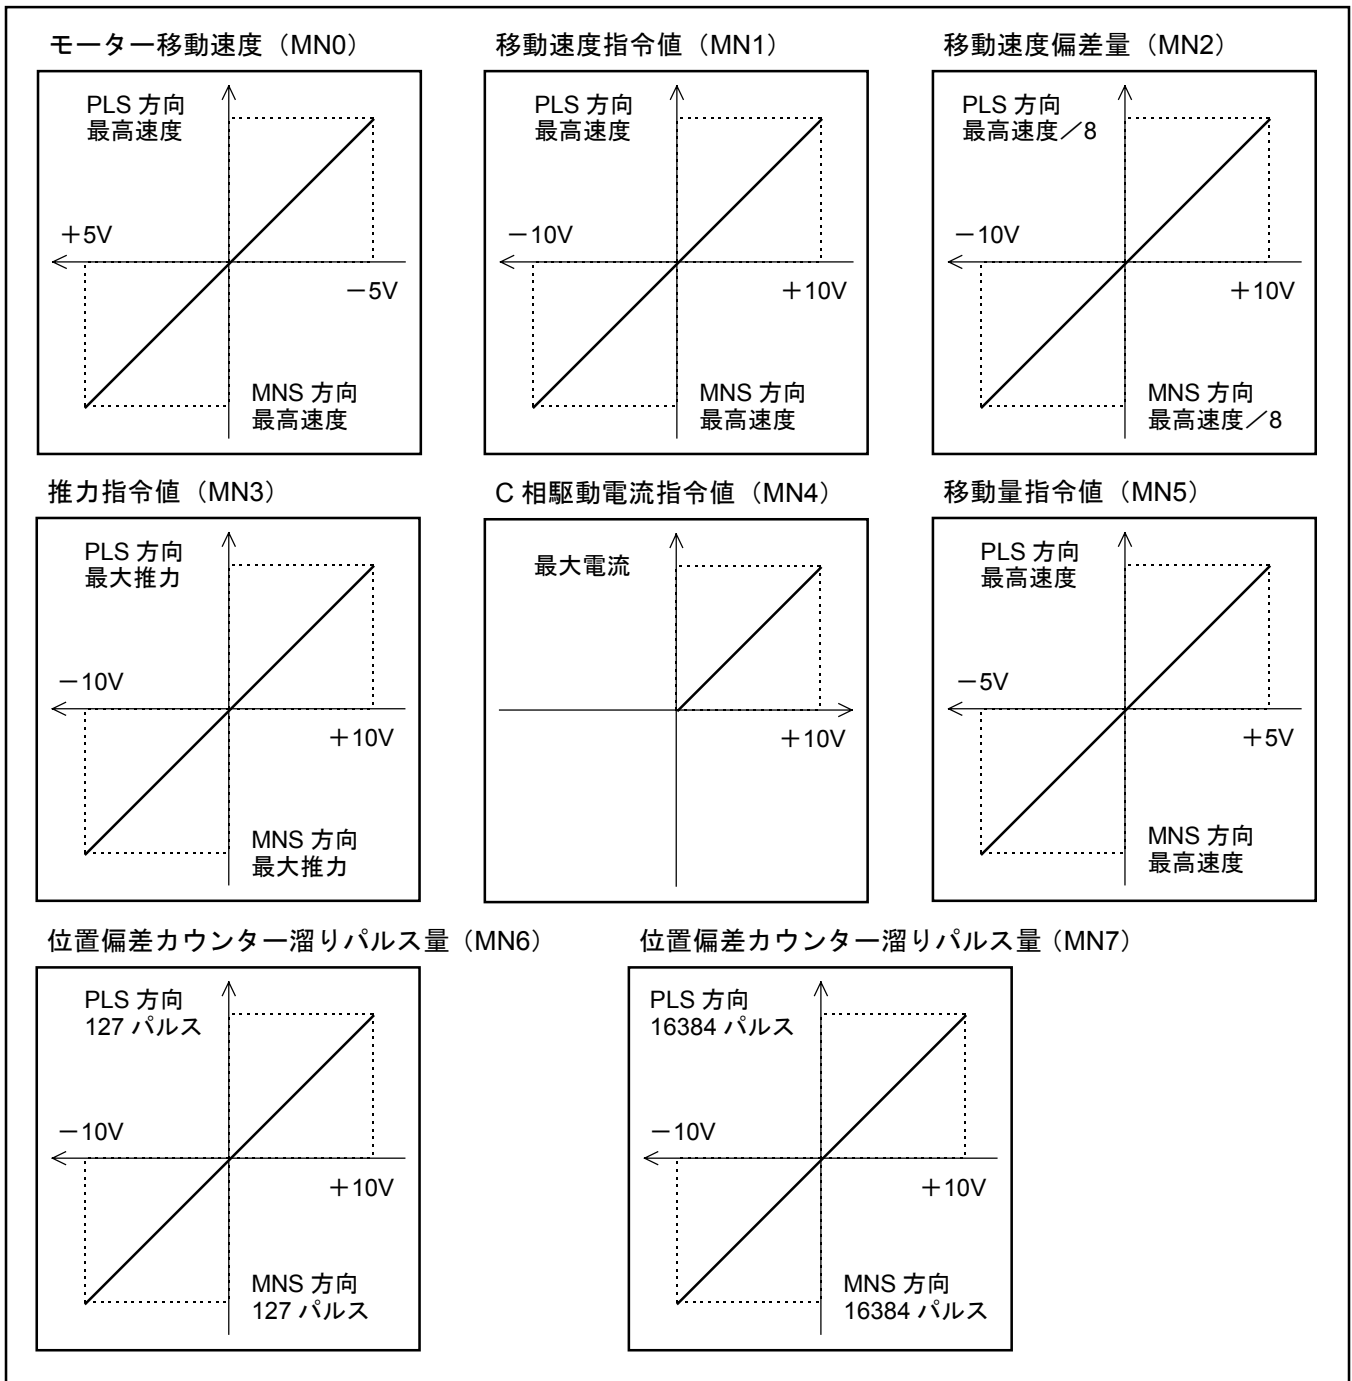 モーター移動速度（MN0）
PLS 方向
最高速度
＋5V
－5V
MNS 方向
最高速度
移動速度指令値（MN1）
PLS 方向
最高速度
－10V
＋10V
MNS 方向
最高速度
移動速度偏差量（MN2）
PLS 方向
最高速度／8
－10V
＋10V
MNS 方向
最高速度／8
推力指令値（MN3）
PLS 方向
最大推力
－10V
＋10V
MNS 方向
最大推力
C 相駆動電流指令値（MN4）
最大電流
＋10V
移動量指令値（MN5）
PLS 方向
最高速度
－5V
＋5V
MNS 方向
最高速度
位置偏差カウンター溜りパルス量（MN6）
PLS 方向
127 パルス
－10V
＋10V
MNS 方向
127 パルス
位置偏差カウンター溜りパルス量（MN7）
PLS 方向
16384 パルス
－10V
＋10V
MNS 方向
16384 パルス